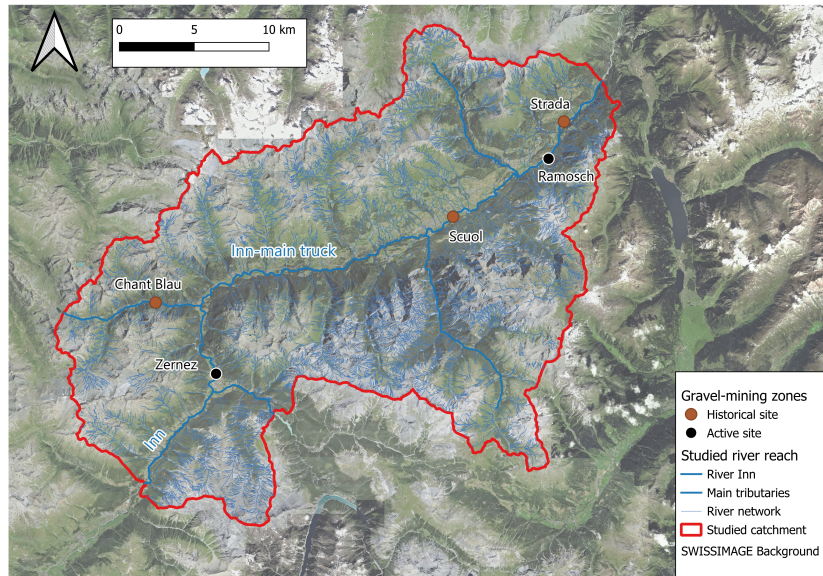 0 5 10 km
Strada
Ramosch
Scuol
Inn-main truck
Chant Blau
Zernez
Inn
Gravel-mining zones
Historical site
Active site
Studied river reach
River Inn
Main tributaries
River network
Studied catchment
SWISSIMAGE Background